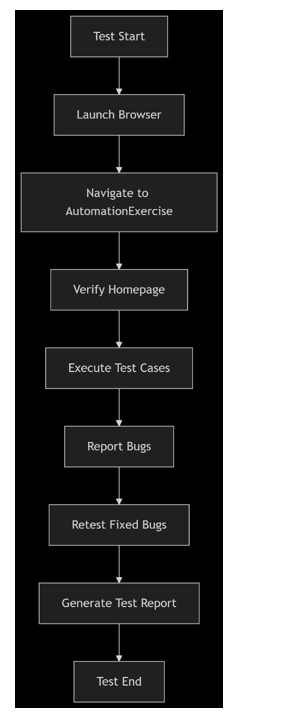 Test Start
Launch Browser
Navigate to
AutomationExercise
Verify Homepage
Execute Test Cases
Report Bugs
Retest Fixed Bugs
Generate Test Report
Test End